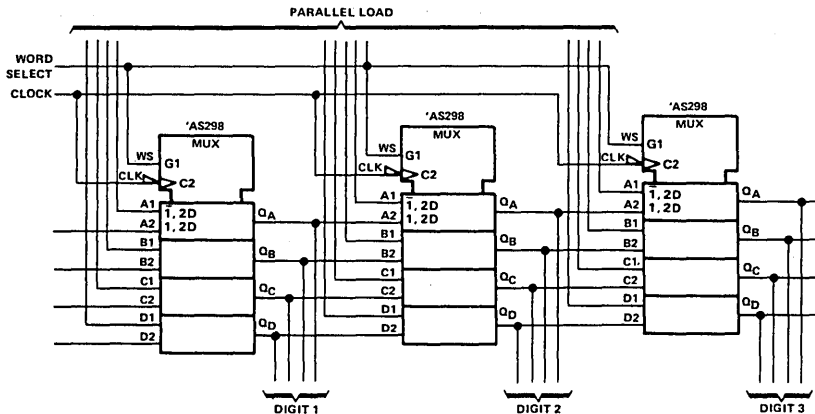 PARALLEL LOAD
WORD
SELECT
CLOCK
'AS298
MUX
WS
G1
CLK
C2
A1
1̅, 2D
A2
1, 2D
B1
B2
C1
C2
D1
D2
QA
QB
QC
QD
DIGIT 1
'AS298
MUX
WS
G1
CLK
C2
A1
1̅, 2D
A2
1, 2D
B1
B2
C1
C2
D1
D2
QA
QB
QC
QD
DIGIT 2
'AS298
MUX
WS
G1
CLK
C2
A1
1̅, 2D
A2
1, 2D
B1
B2
C1
C2
D1
D2
QA
QB
QC
QD
DIGIT 3